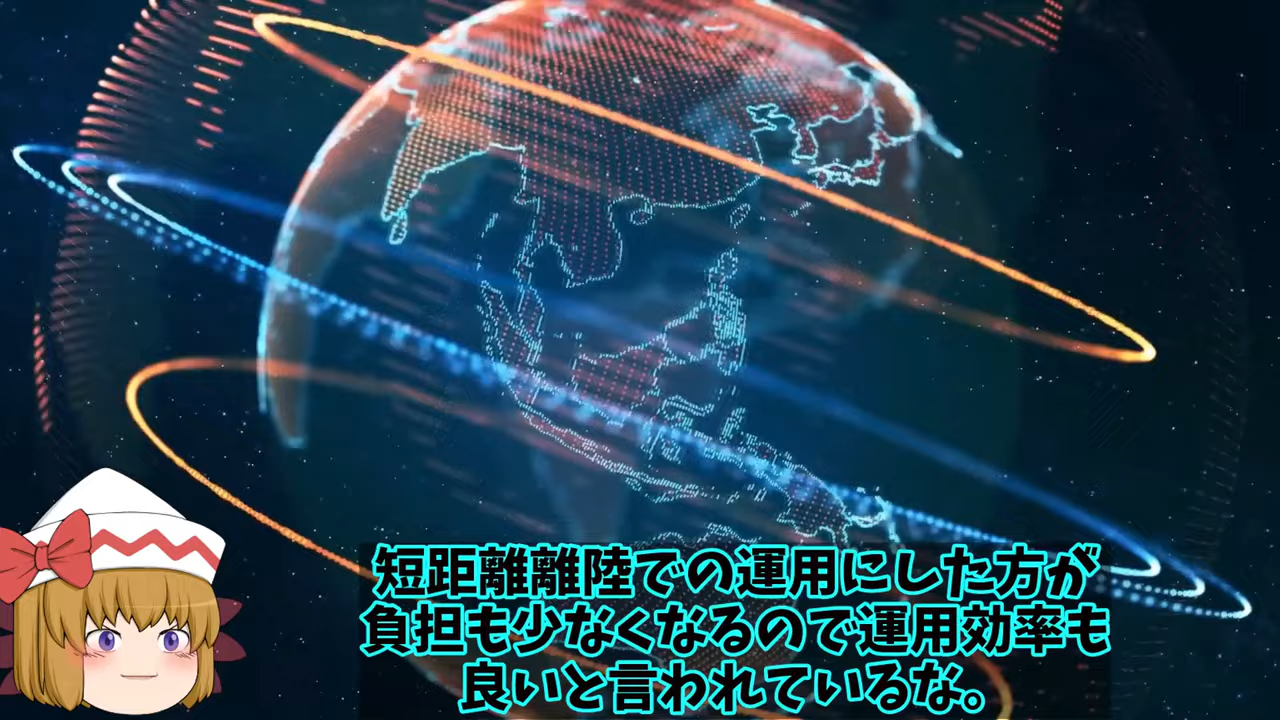 短距離離陸での運用にした方が
負担も少なくなるので運用効率も
良いと言われているな。